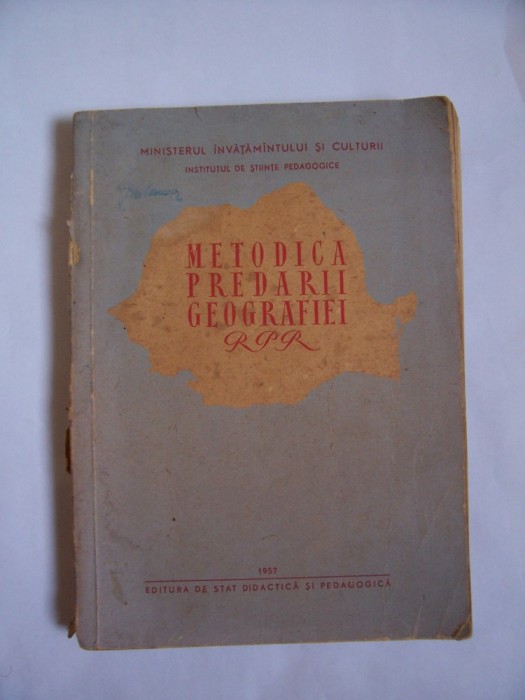 MINISTERUL ÎNVĂŢĂMÎNTULUI ŞI CULTURII
INSTITUTUL DE ŞTIINŢE PEDAGOGICE
METODICA
PREDARII
GEOGRAFIEI
RPR
1957
EDITURA DE STAT DIDACTICĂ ŞI PEDAGOGICĂ